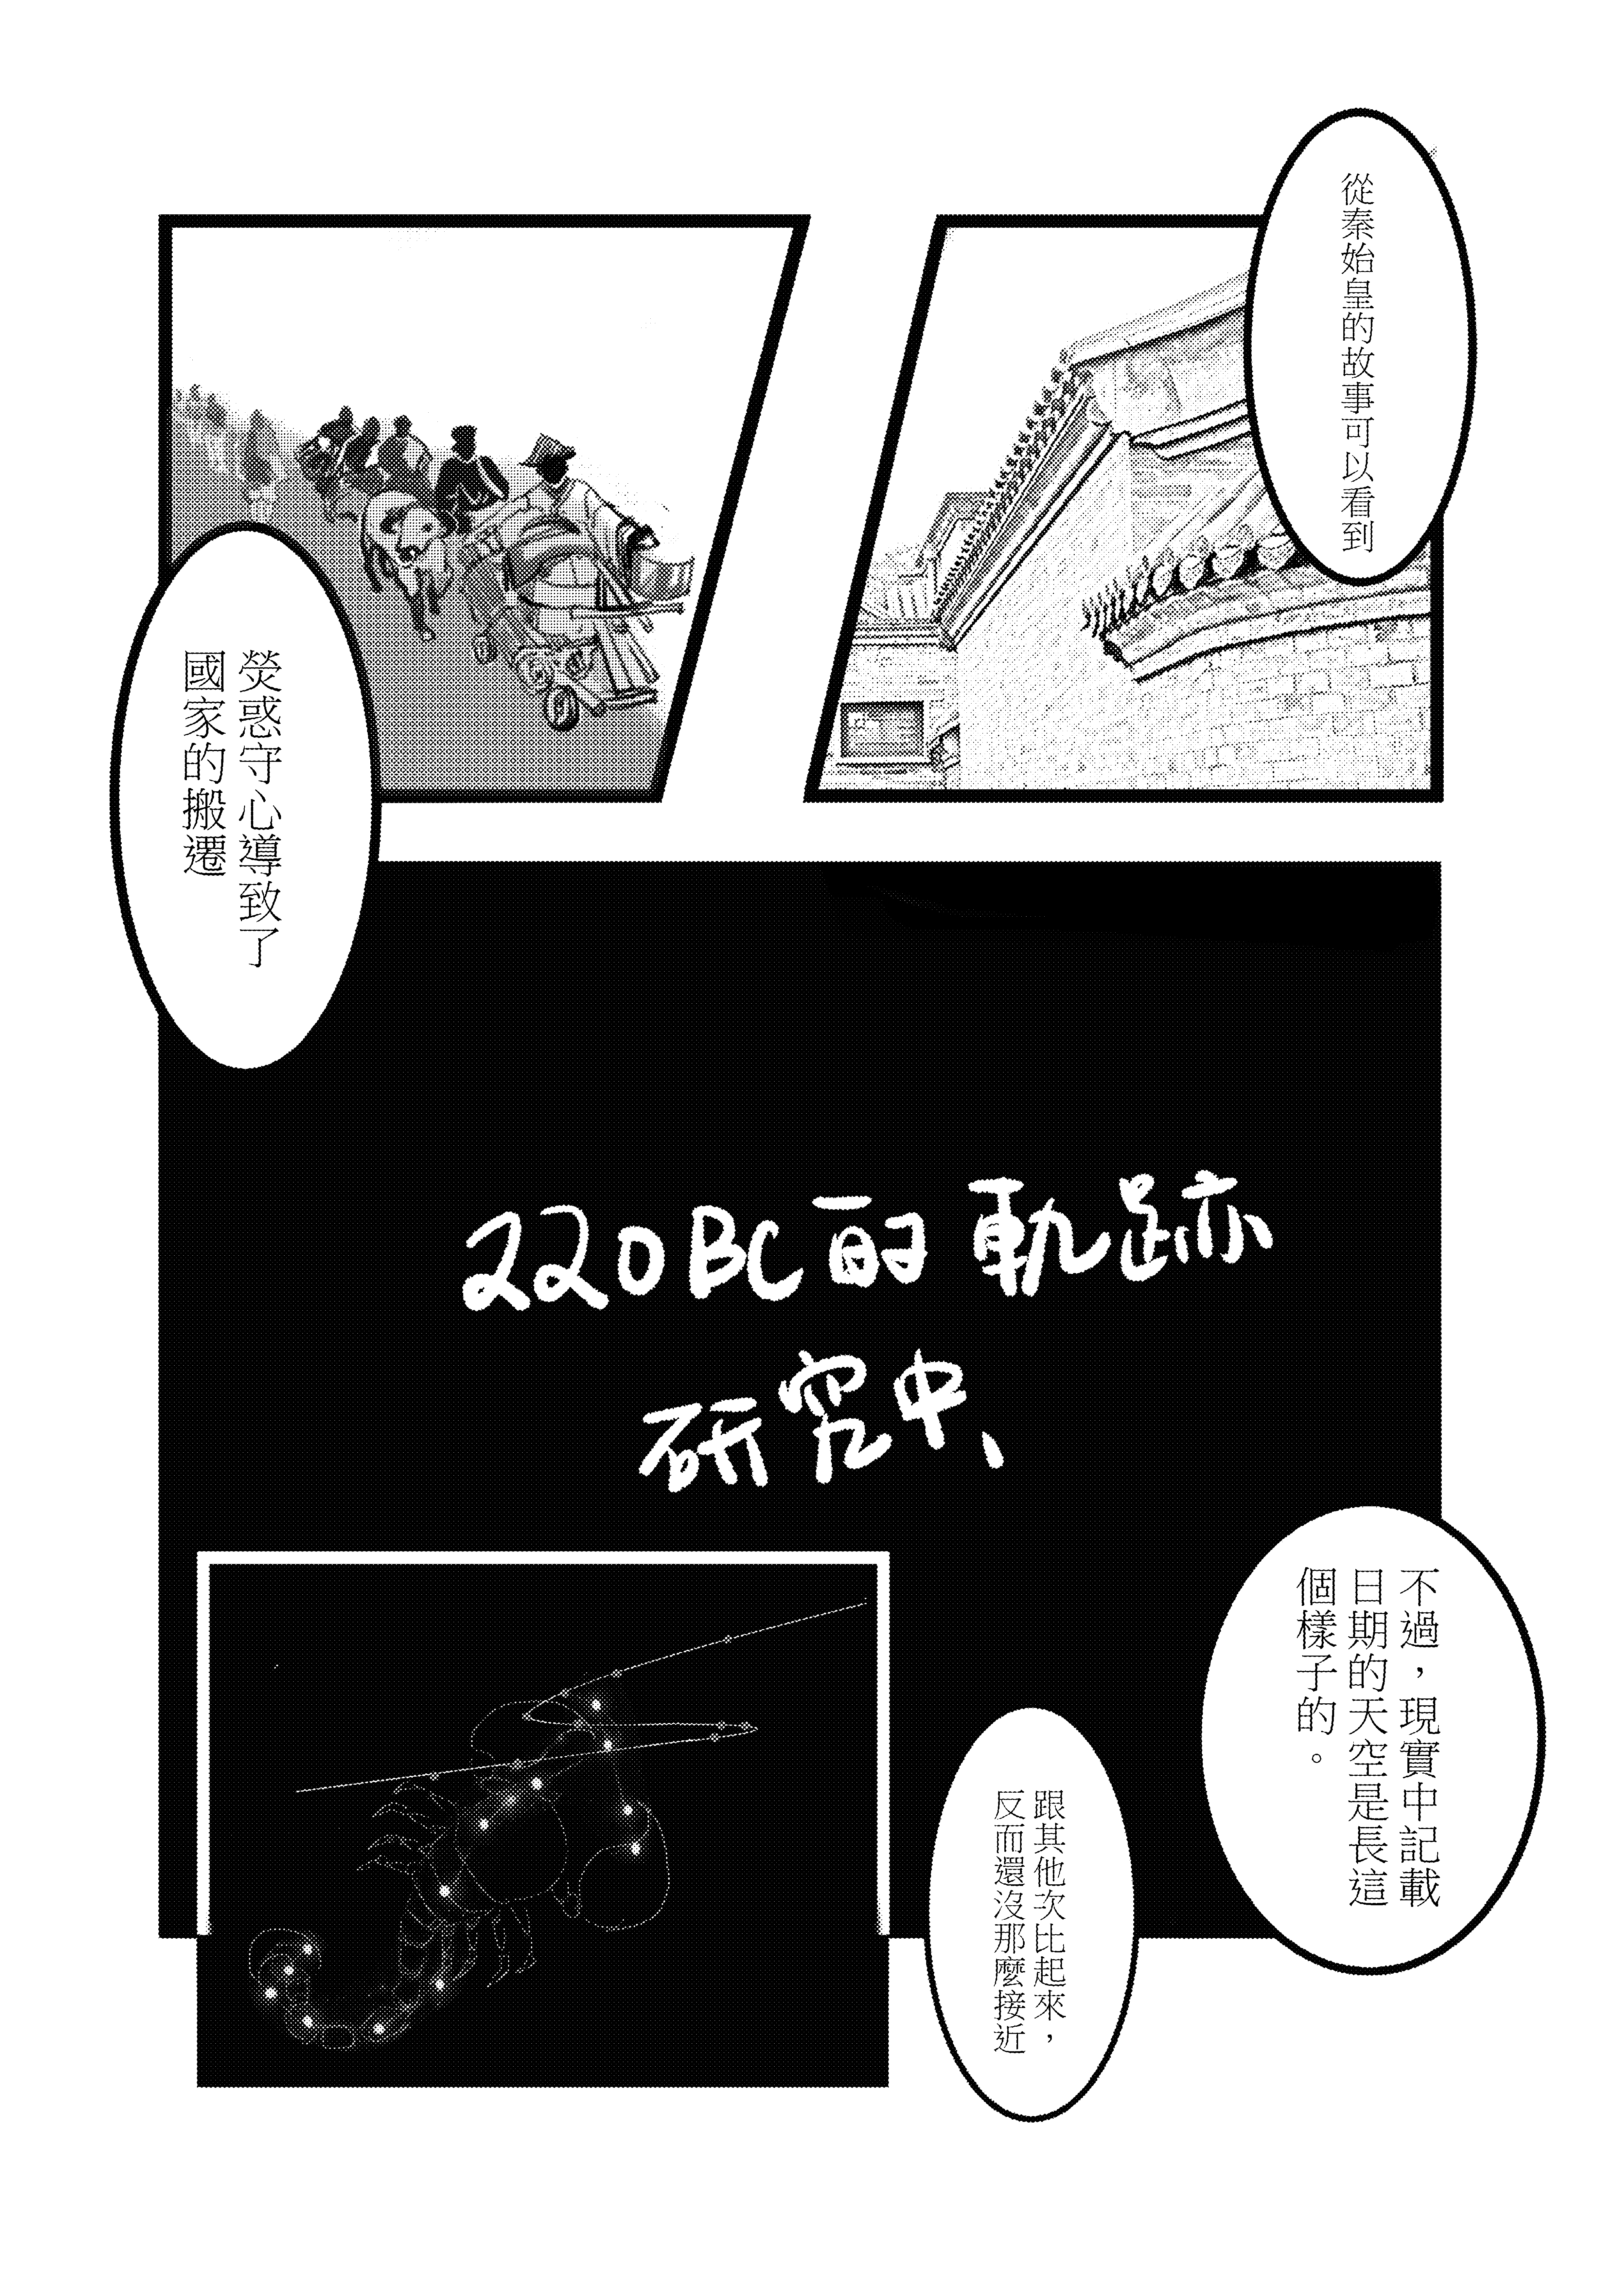 從秦始皇的故事可以看到
熒惑守心導致了
國家的搬遷
220BC的軌跡
研究中、
不過，現實中記載
日期的天空是長這
個樣子的。
跟其他次比起來，
反而還沒那麼接近